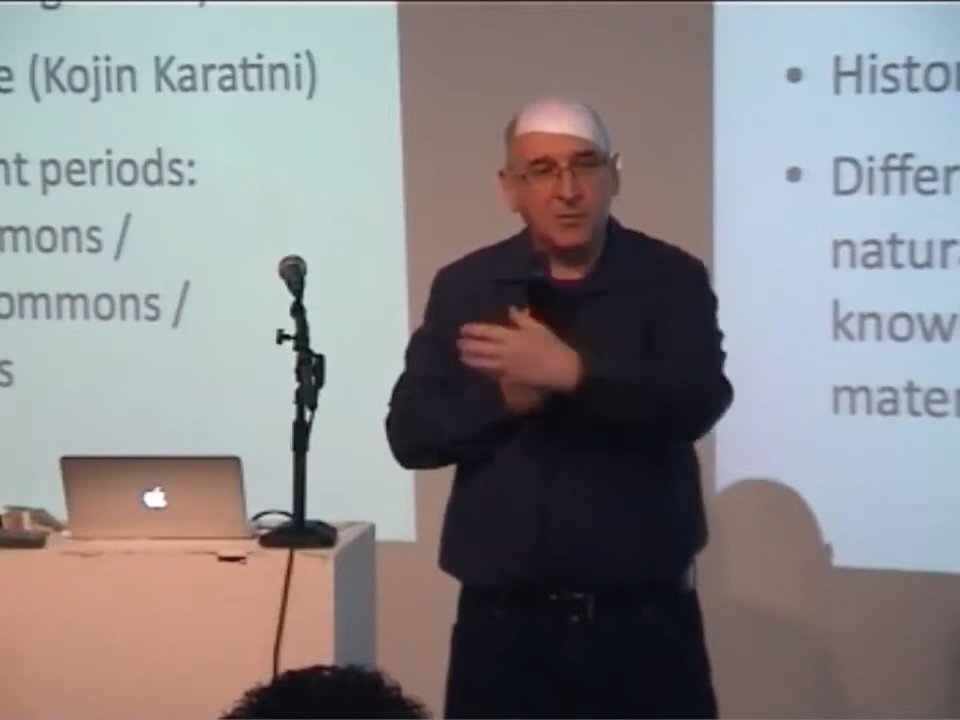 e (Kojin Karatini)
nt periods:
mons /
ommons /
s
• Histor
• Differ
natura
know
mater